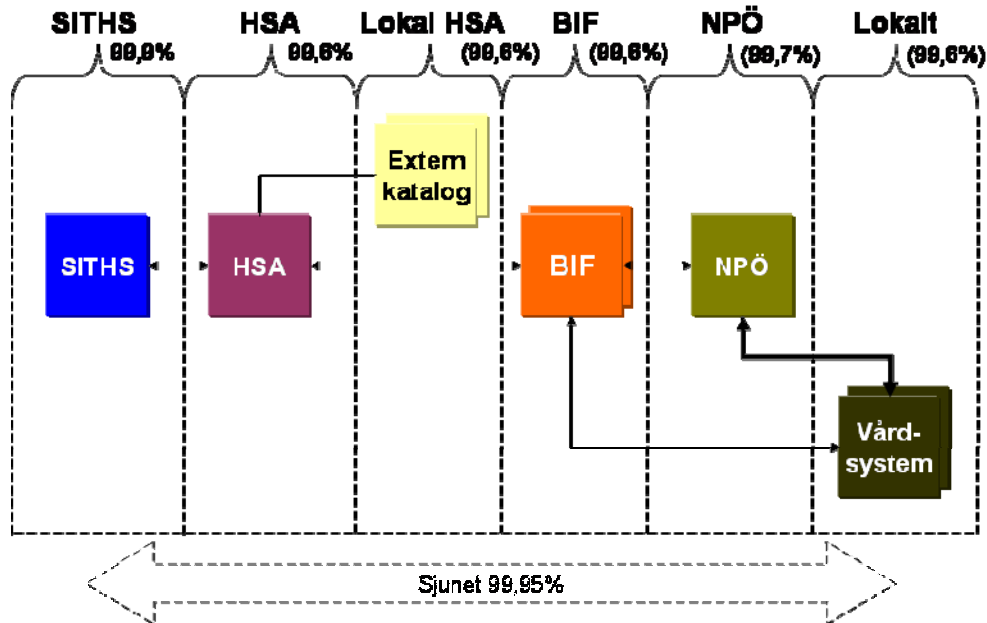 SITHS
99,9%
HSA
99,6%
Lokal HSA
(99,6%)
BIF
(99,6%)
NPÖ
(99,7%)
Lokalt
(99,6%)
Extern
katalog
SITHS
HSA
BIF
NPÖ
Vård-
system
Sjunet 99,95%